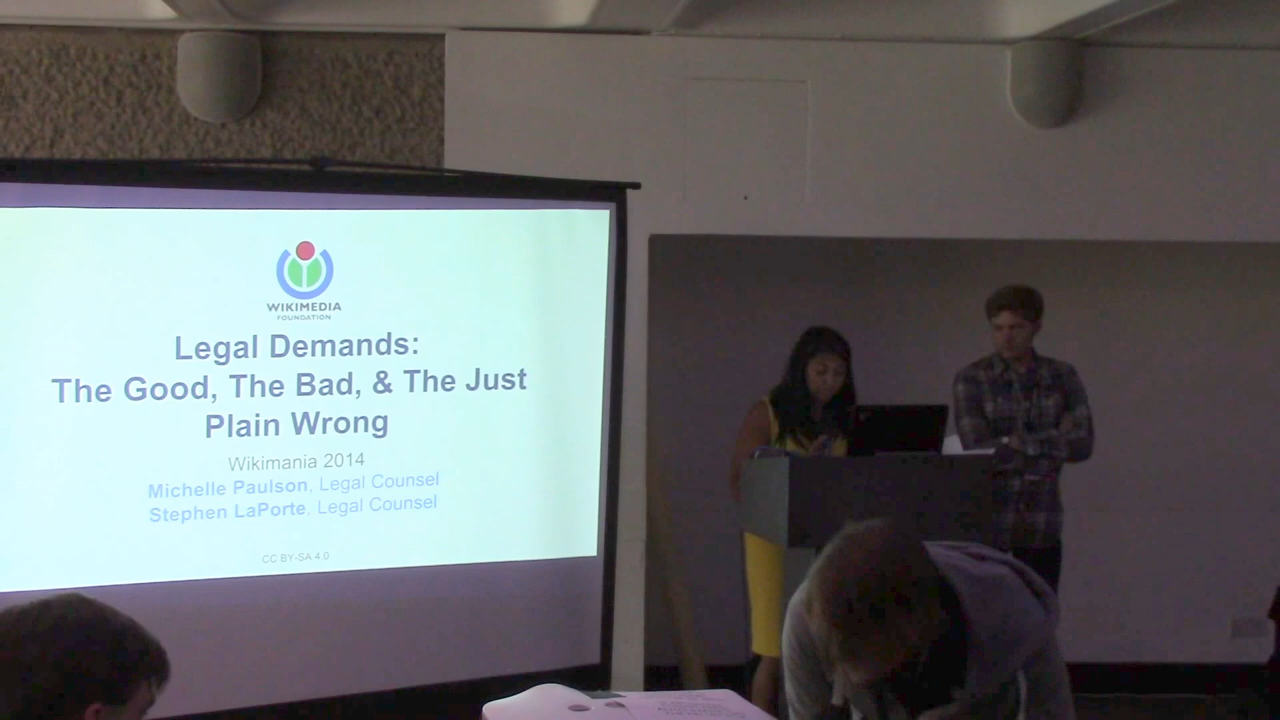 WIKIMEDIA
FOUNDATION
Legal Demands:
The Good, The Bad, & The Just
Plain Wrong
Wikimania 2014
Michelle Paulson, Legal Counsel
Stephen LaPorte, Legal Counsel
CC BY-SA 4.0